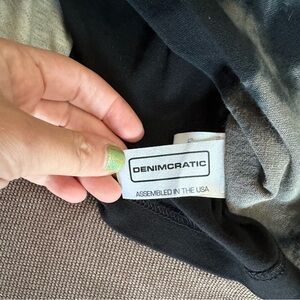 DENIMCRATIC
ASSEMBLED IN THE USA